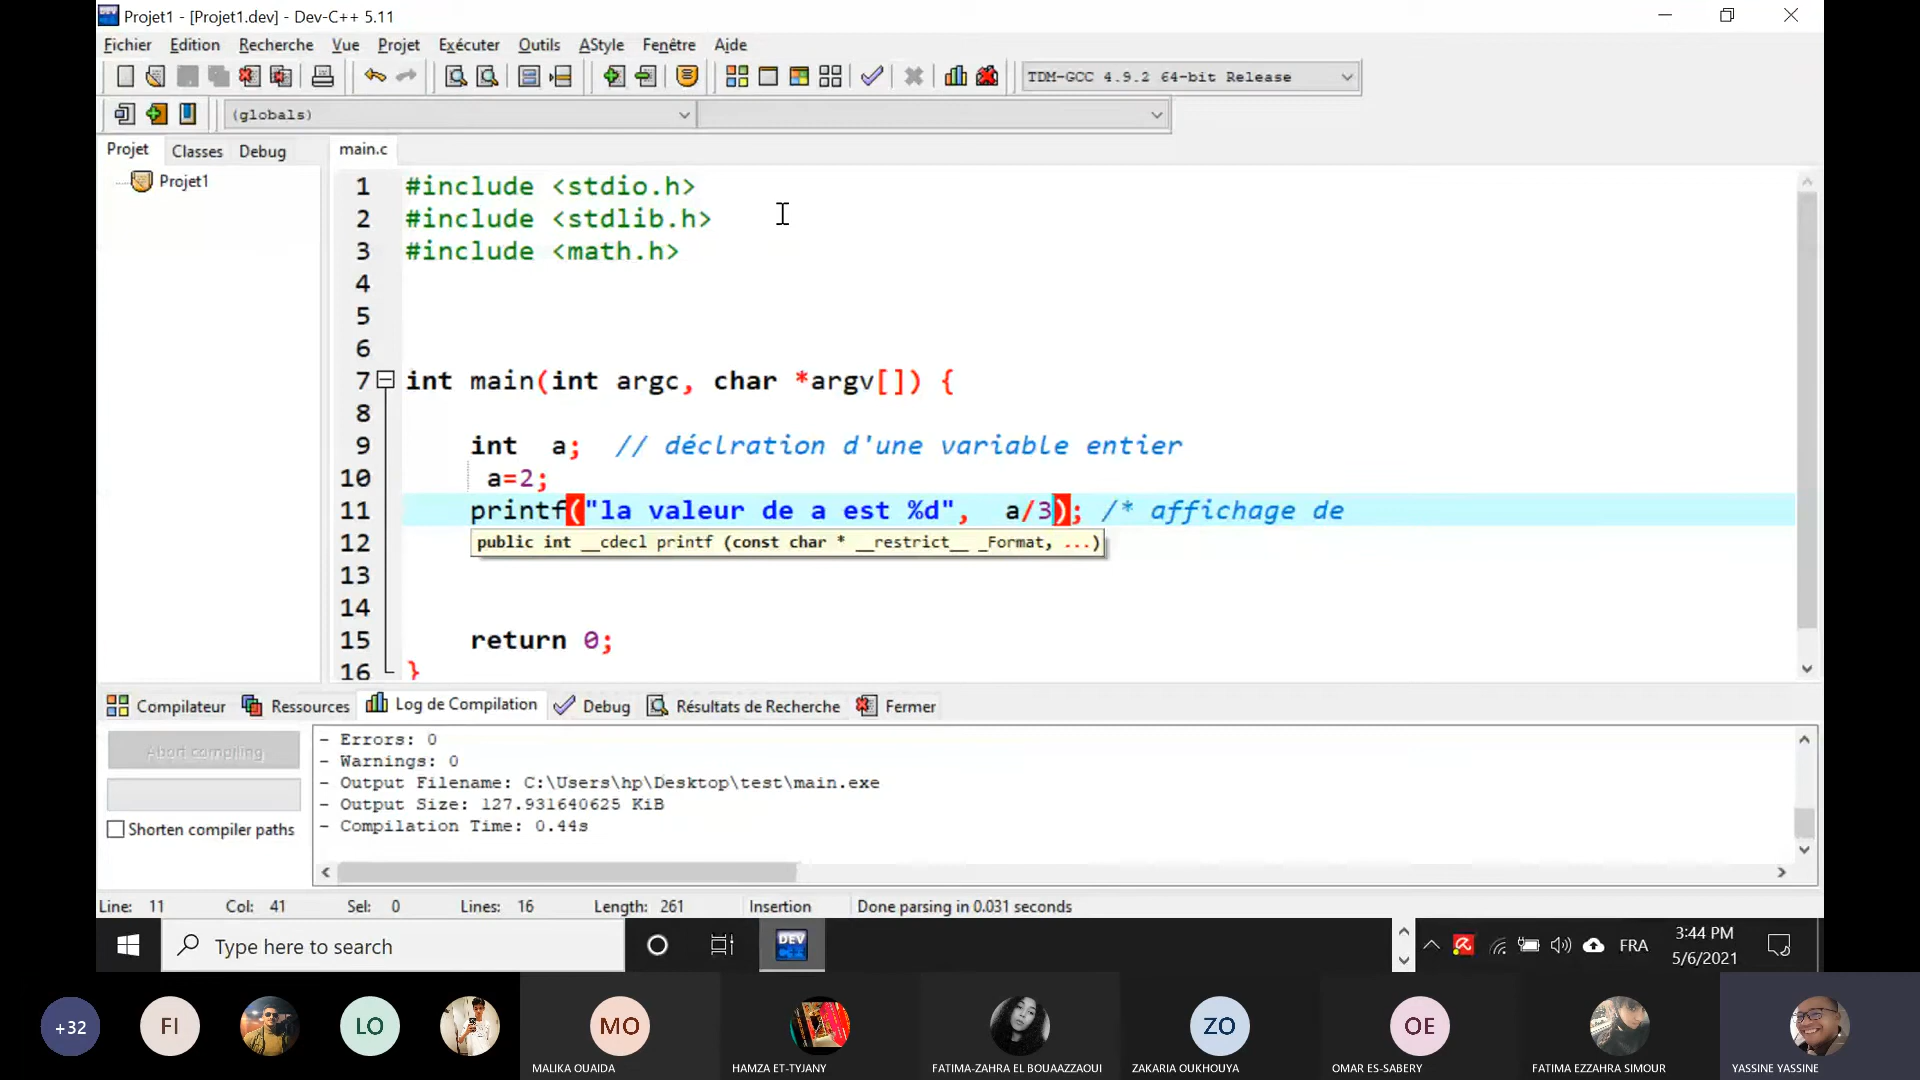 Projet1 - [Projet1.dev] - Dev-C++ 5.11
Fichier Edition Recherche Vue Projet Exécuter Outils AStyle Fenêtre Aide
TDM-GCC 4.9.2 64-bit Release
(globals)
Projet Classes Debug main.c
Projet1
1 #include <stdio.h>
2 #include <stdlib.h>
3 #include <math.h>
4
5
6
7 int main(int argc, char *argv[]) {
8
9 int a; // déclration d'une variable entier
10 a=2;
11 printf("la valeur de a est %d", a/3); /* affichage de
12 public int __cdecl printf (const char * __restrict__ _Format, ...)
13
14
15 return 0;
16 }
Compilateur Ressources Log de Compilation Debug Résultats de Recherche Fermer
Abort compiling
Shorten compiler paths
- Errors: 0
- Warnings: 0
- Output Filename: C:\Users\hp\Desktop\test\main.exe
- Output Size: 127.931640625 KiB
- Compilation Time: 0.44s
Line: 11 Col: 41 Sel: 0 Lines: 16 Length: 261 Insertion Done parsing in 0.031 seconds
Type here to search
DEV C++
FRA
3:44 PM
5/6/2021
+32 FI LO MO ZO OE
MALIKA OUAIDA HAMZA ET-TYJANY FATIMA-ZAHRA EL BOUAAZZAOUI ZAKARIA OUKHOUYA OMAR ES-SABERY FATIMA EZZAHRA SIMOUR YASSINE YASSINE